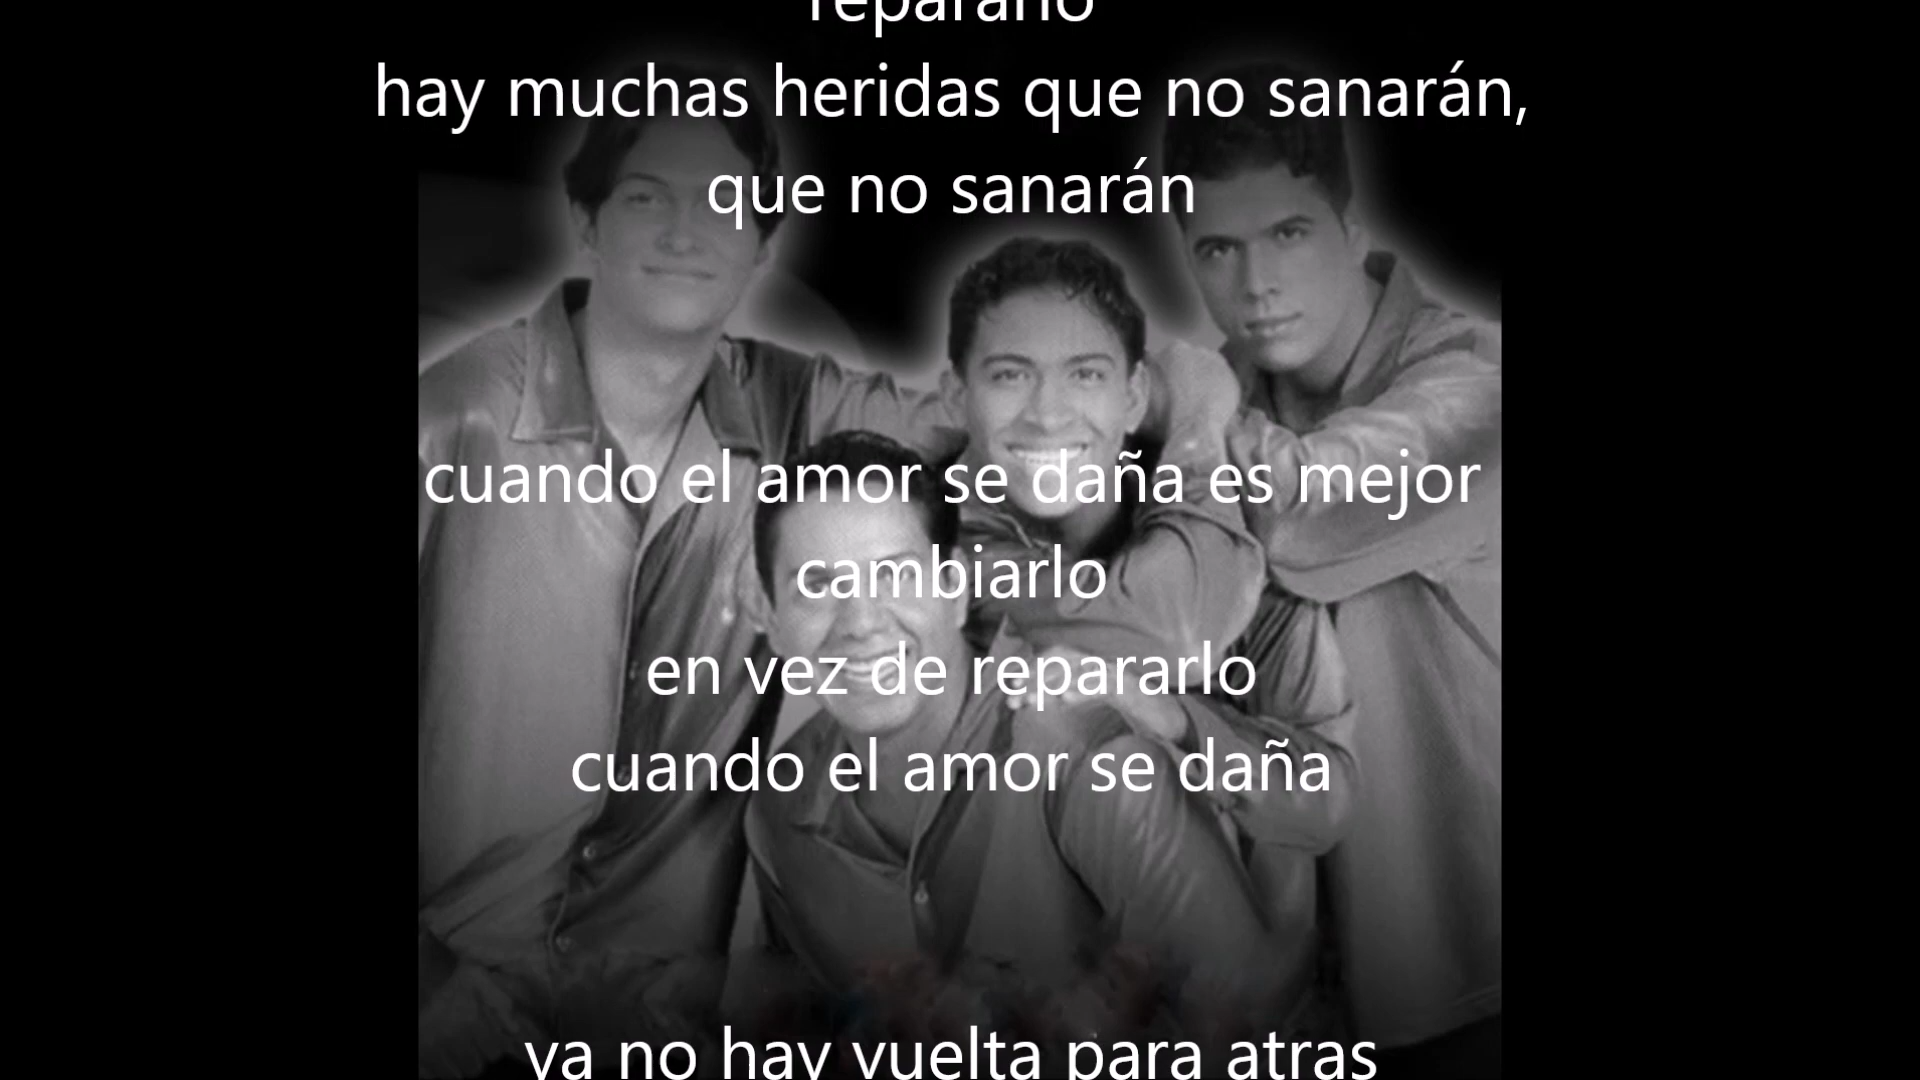 repararlo
hay muchas heridas que no sanarán,
que no sanarán
cuando el amor se daña es mejor
cambiarlo
en vez de repararlo
cuando el amor se daña
ya no hay vuelta para atras